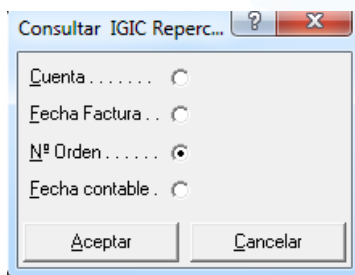 Consultar IGIC Reperc...
Cuenta . . . . . . .
Fecha Factura . .
Nº Orden . . . . . .
Fecha contable .
Aceptar Cancelar